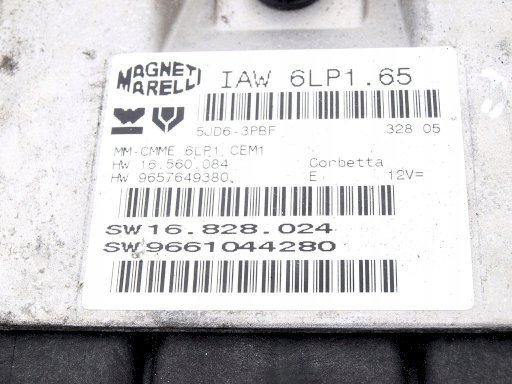 MAGNETI MARELLI IAW 6LP1.65
5JD6-3PBF 328 05
MM-CMME 6LP1 CEM1
HW 16.560.084 Corbetta
HW 9657649380. E 12V=
SW16.828.024
SW9661044280